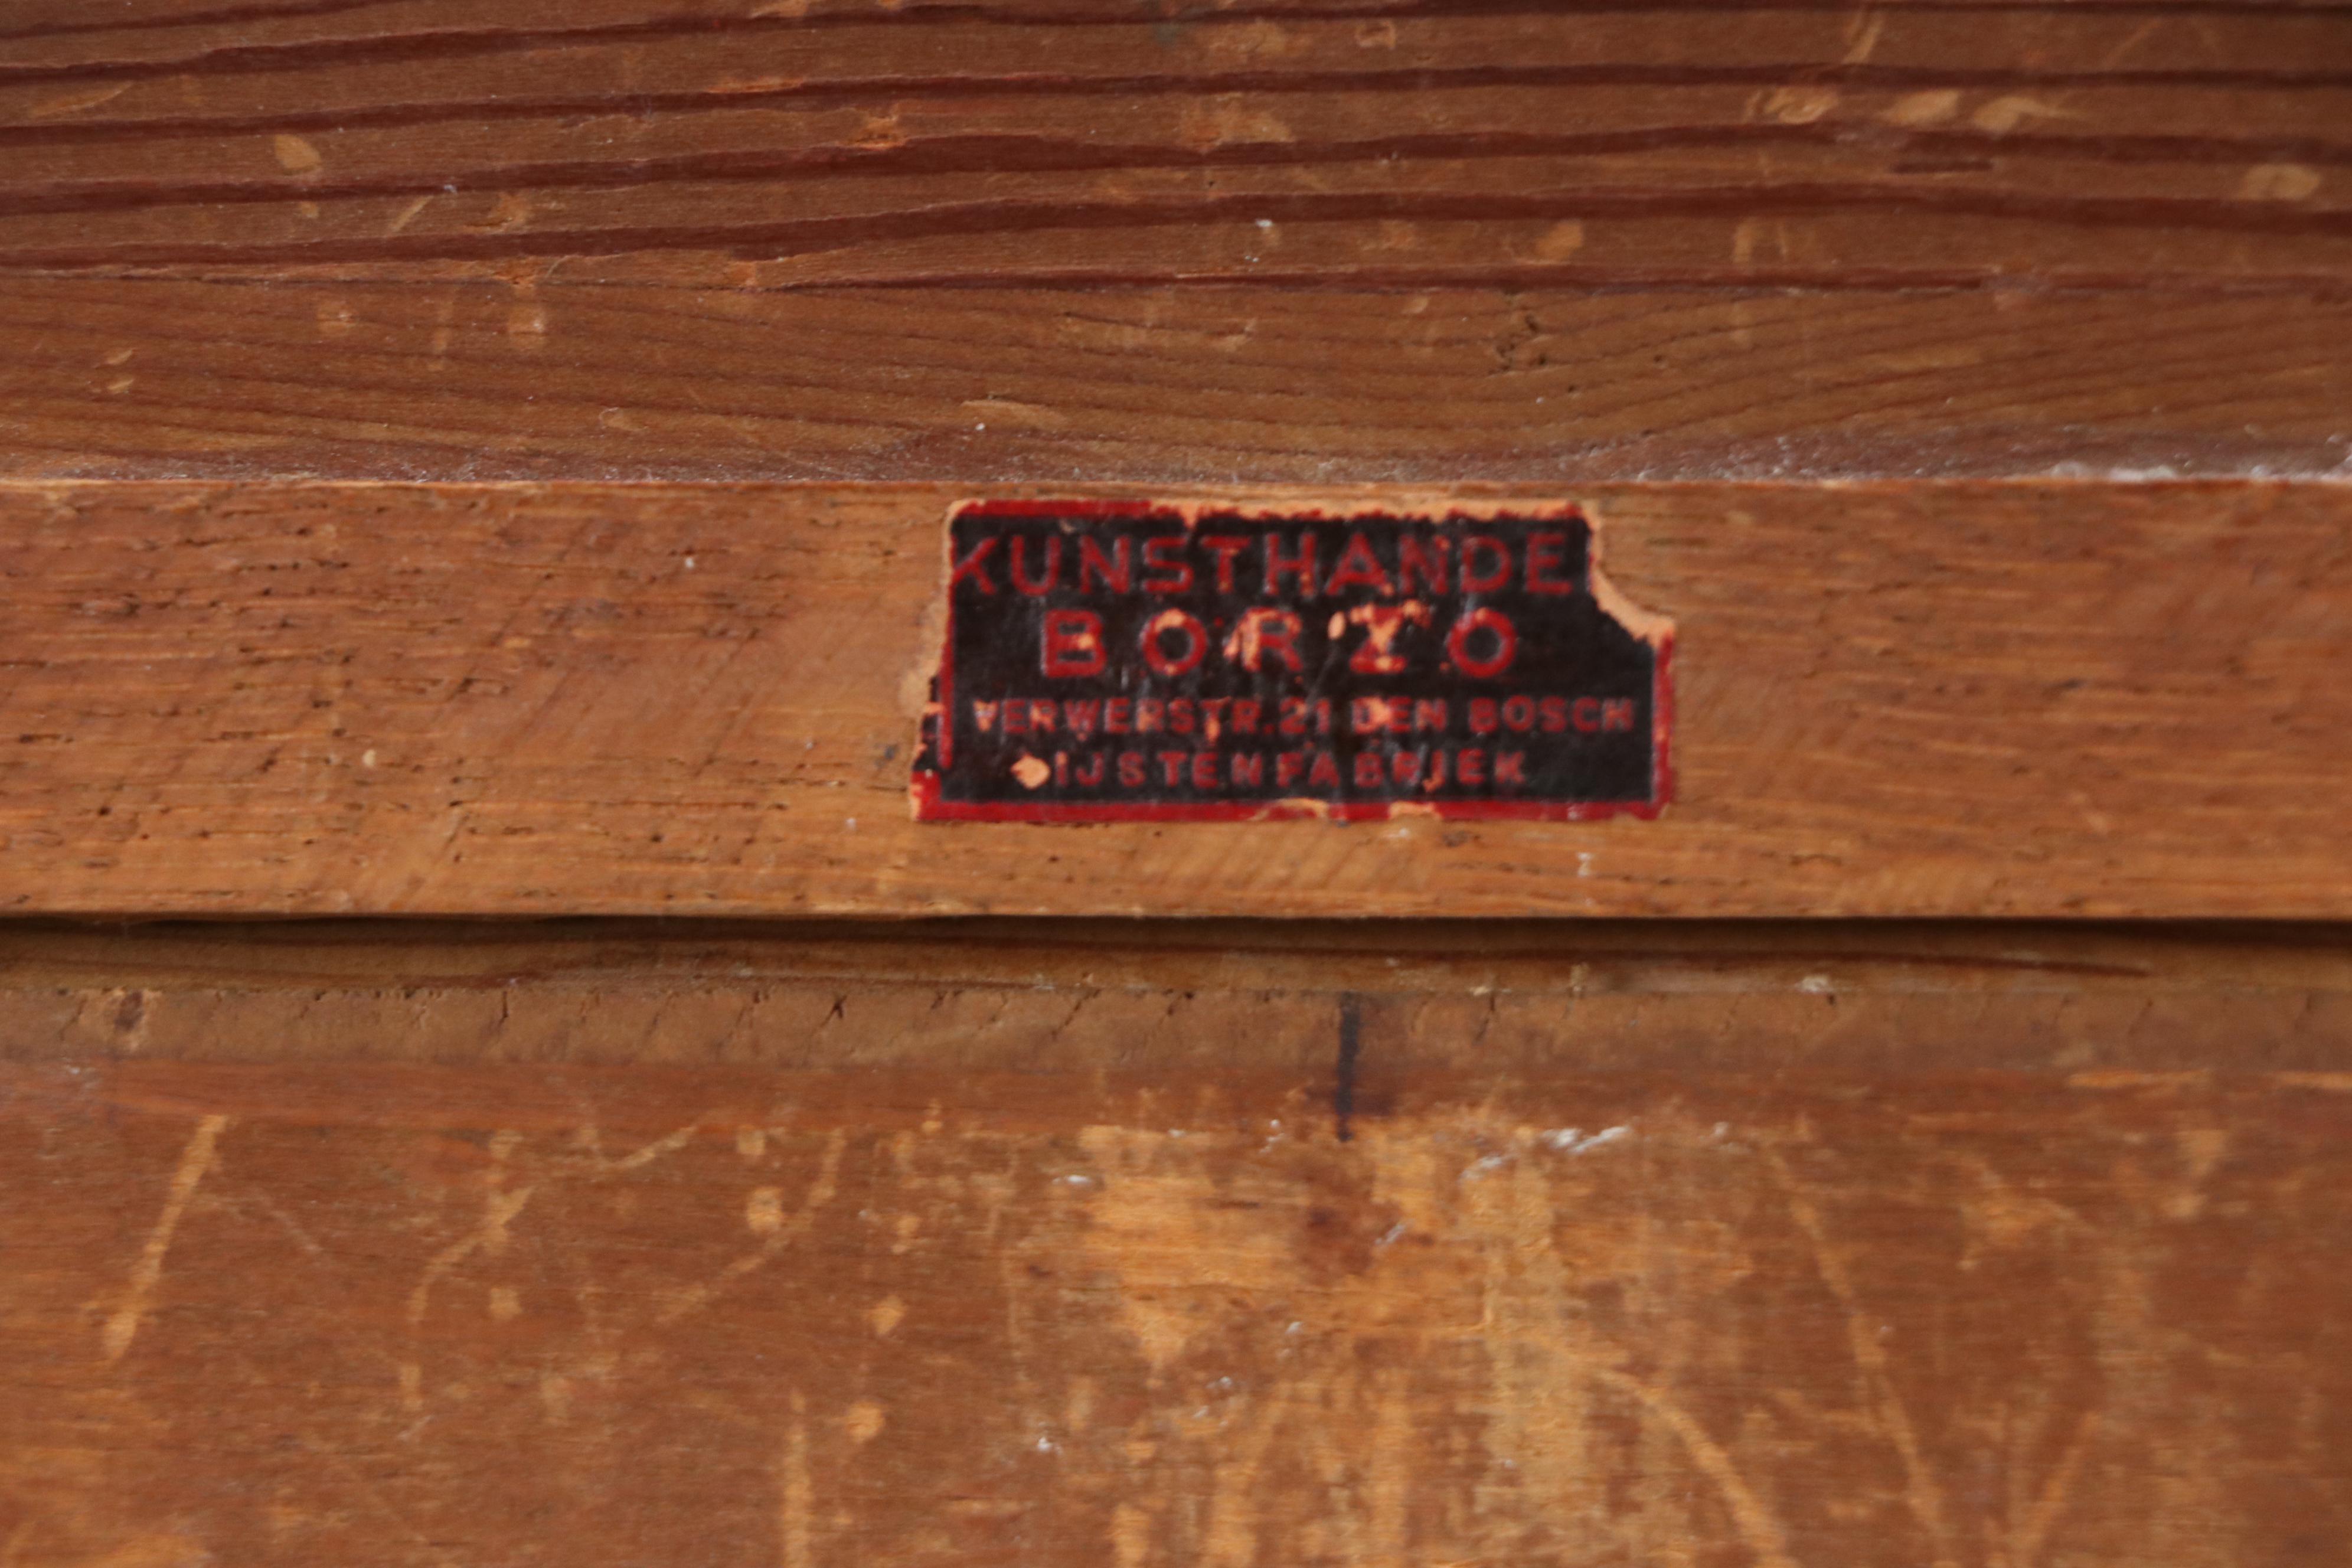 KUNSTHANDE
BORZO
VERWERSTR.21 DEN BOSCH
IJSTENFABRIEK